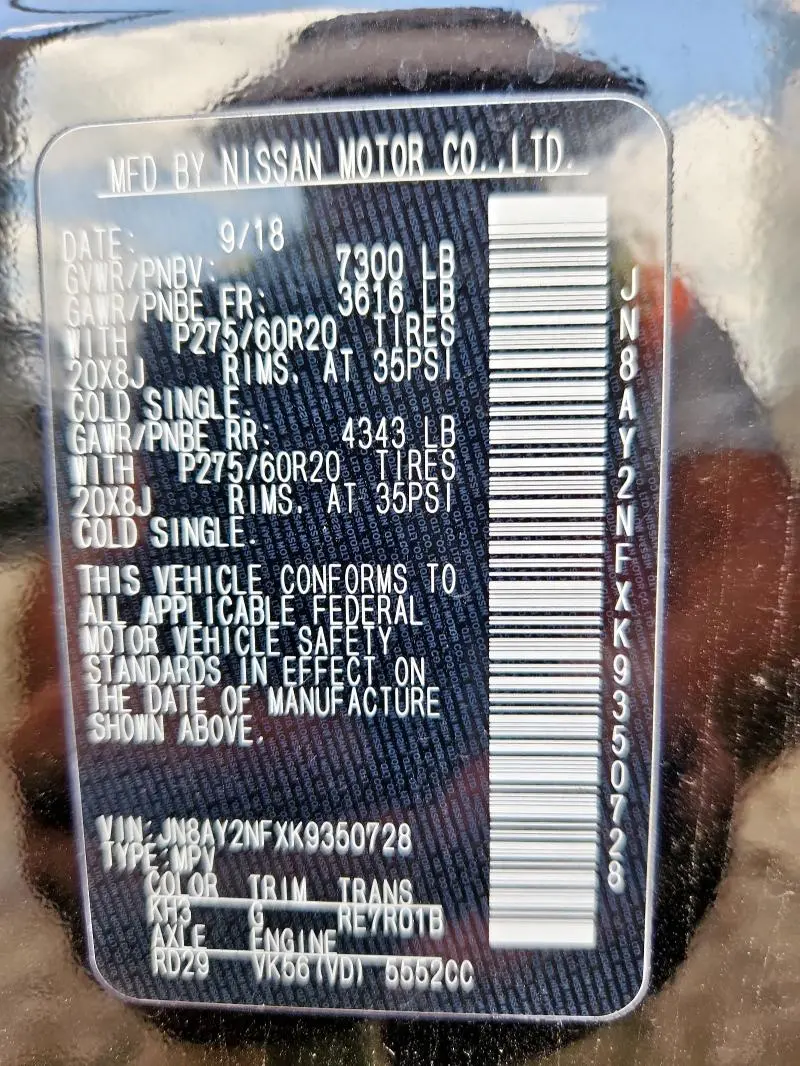 MFD BY NISSAN MOTOR CO.,LTD.
DATE: 9/18
GVWR/PNBV: 7300 LB
GAWR/PNBE FR: 3616 LB
WITH P275/60R20 TIRES
20X8J RIMS. AT 35PSI
COLD SINGLE.
GAWR/PNBE RR: 4343 LB
WITH P275/60R20 TIRES
20X8J RIMS. AT 35PSI
COLD SINGLE.
THIS VEHICLE CONFORMS TO
ALL APPLICABLE FEDERAL
MOTOR VEHICLE SAFETY
STANDARDS IN EFFECT ON
THE DATE OF MANUFACTURE
SHOWN ABOVE.
VIN:JN8AY2NFXK9350728
TYPE:MPV
COLOR TRIM TRANS
KH3 G RE7R01B
AXLE ENGINE
RD29 VK56(VD) 5552CC
JN8AY2NFXK9350728